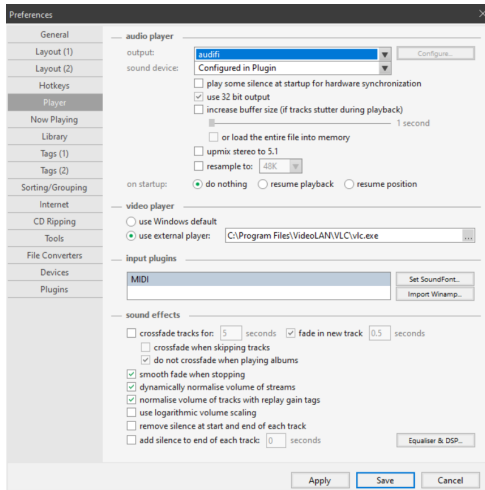 Preferences
General
Layout (1)
Layout (2)
Hotkeys
Player
Now Playing
Library
Tags (1)
Tags (2)
Sorting/Grouping
Internet
CD Ripping
Tools
File Converters
Devices
Plugins
audio player
output: audifi Configure...
sound device: Configured in Plugin
play some silence at startup for hardware synchronization
use 32 bit output
increase buffer size (if tracks stutter during playback)
1 second
or load the entire file into memory
upmix stereo to 5.1
resample to: 48K
on startup: do nothing resume playback resume position
video player
use Windows default
use external player: C:\Program Files\VideoLAN\VLC\vlc.exe ...
input plugins
MIDI Set SoundFont...
Import Winamp...
sound effects
crossfade tracks for: 5 seconds fade in new track 0.5 seconds
crossfade when skipping tracks
do not crossfade when playing albums
smooth fade when stopping
dynamically normalise volume of streams
normalise volume of tracks with replay gain tags
use logarithmic volume scaling
remove silence at start and end of each track
add silence to end of each track: 0 seconds Equaliser & DSP...
Apply Save Cancel